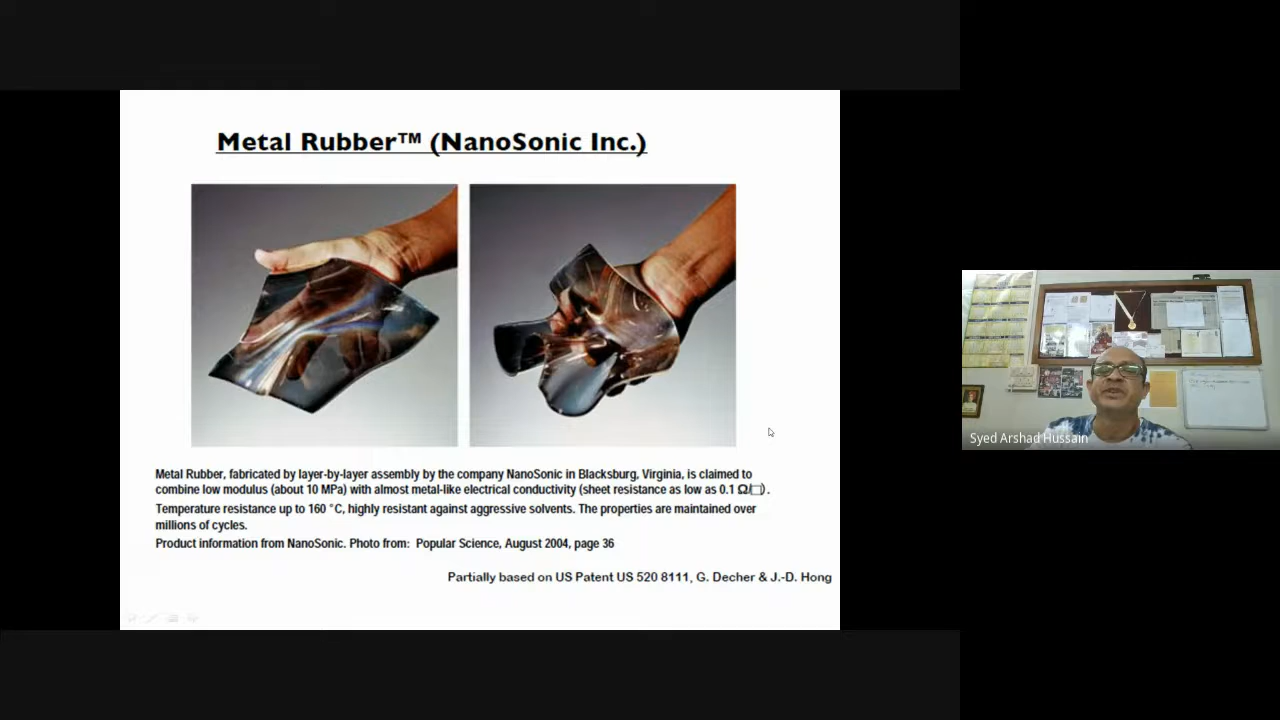 Metal Rubber™ (NanoSonic Inc.)
Metal Rubber, fabricated by layer-by-layer assembly by the company NanoSonic in Blacksburg, Virginia, is claimed to
combine low modulus (about 10 MPa) with almost metal-like electrical conductivity (sheet resistance as low as 0.1 Ω/□) .
Temperature resistance up to 160 °C, highly resistant against aggressive solvents. The properties are maintained over
millions of cycles.
Product information from NanoSonic. Photo from: Popular Science, August 2004, page 36
Partially based on US Patent US 520 8111, G. Decher & J.-D. Hong
Syed Arshad Hussain